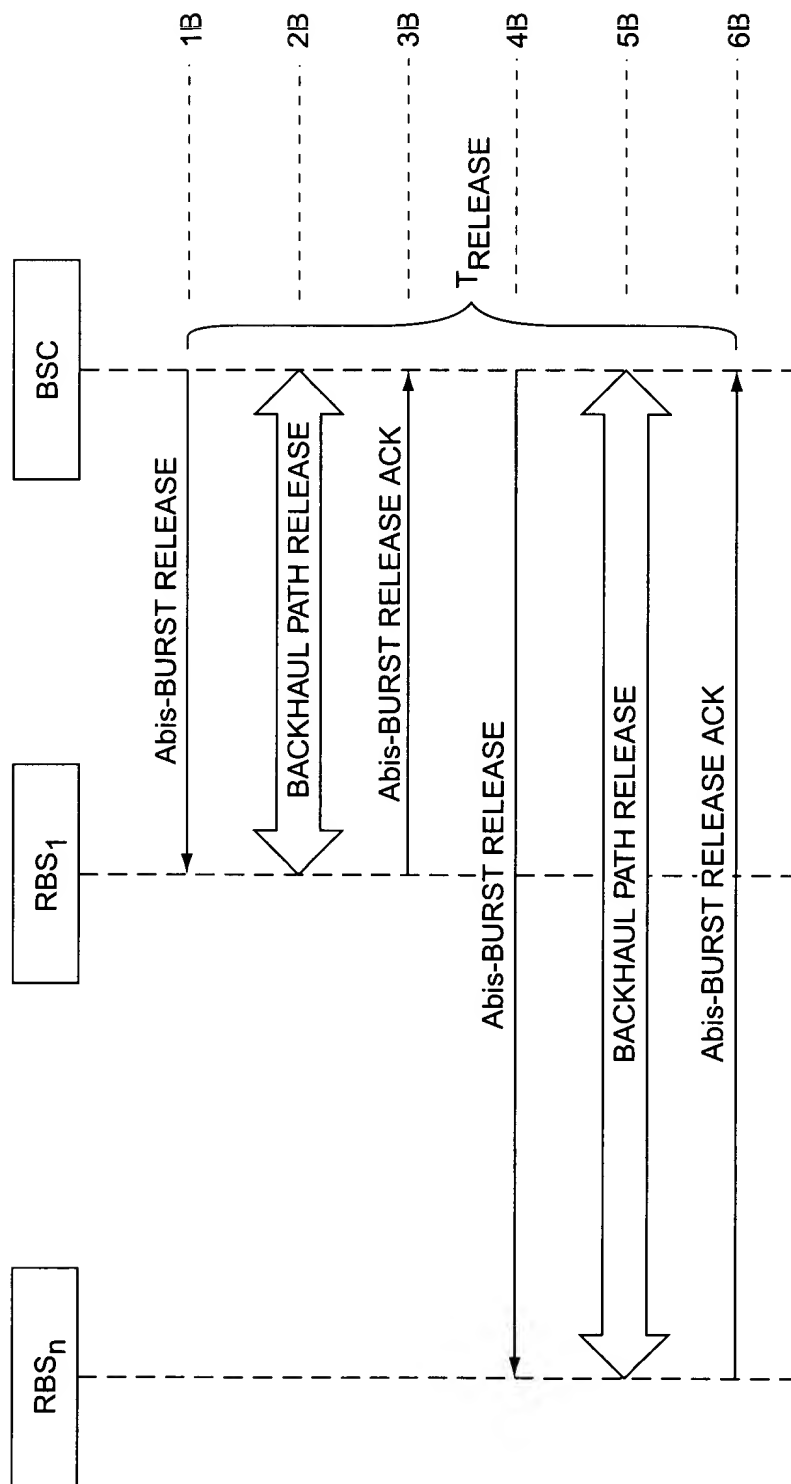 RBSn
RBS1
BSC
Abis-BURST RELEASE
1B
BACKHAUL PATH RELEASE
2B
Abis-BURST RELEASE ACK
3B
TRELEASE
Abis-BURST RELEASE
4B
BACKHAUL PATH RELEASE
5B
Abis-BURST RELEASE ACK
6B